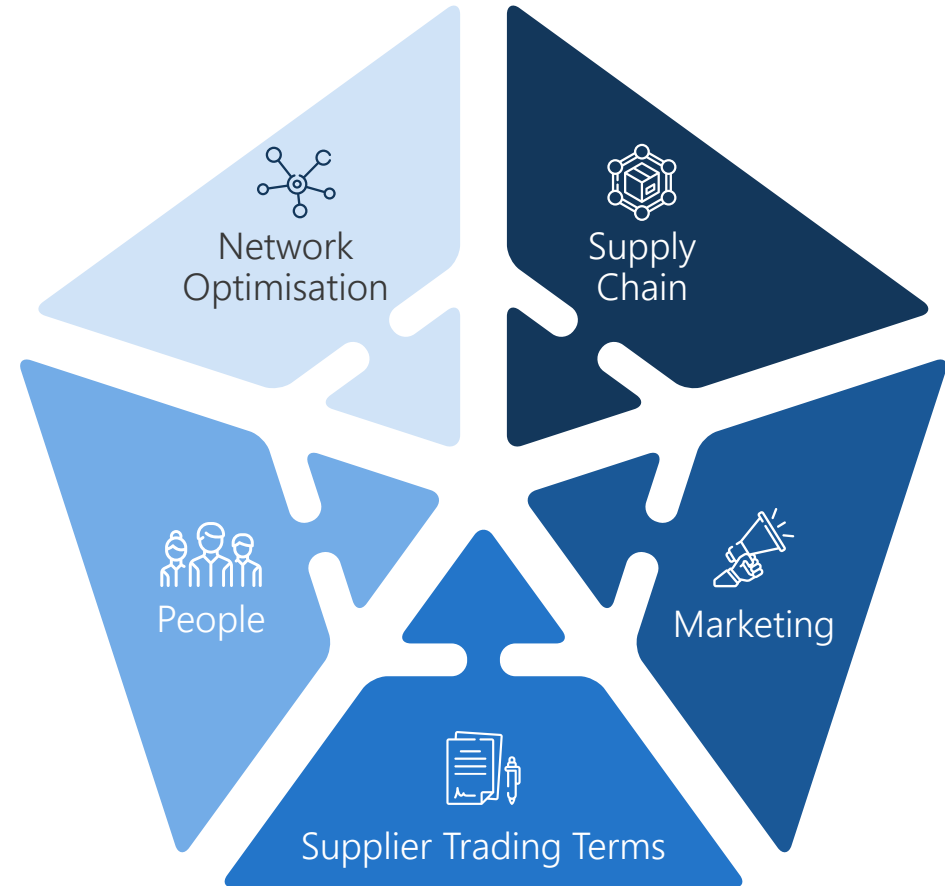 Network
Optimisation
Supply
Chain
People
Marketing
Supplier Trading Terms